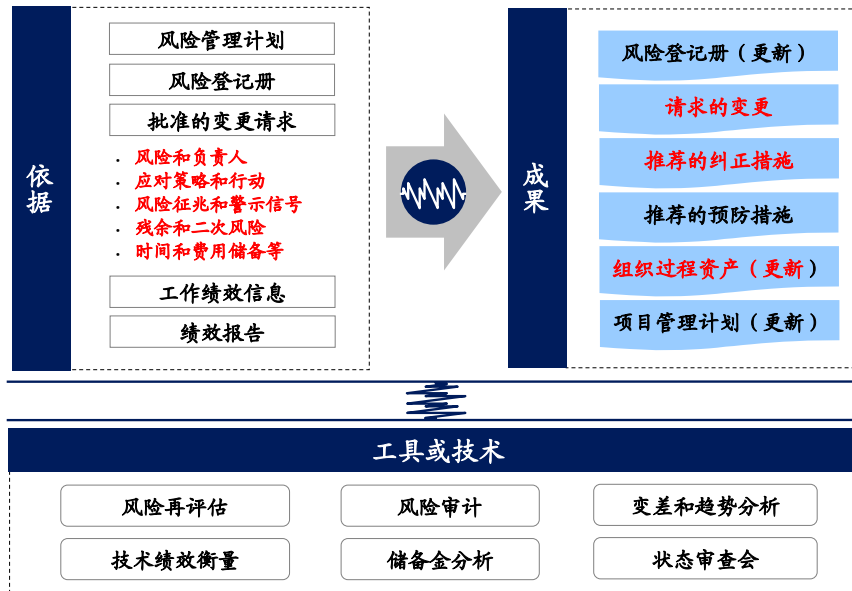 依据
风险管理计划
风险登记册
批准的变更请求
. 风险和负责人
. 应对策略和行动
. 风险征兆和警示信号
. 残余和二次风险
. 时间和费用储备等
工作绩效信息
绩效报告
成果
风险登记册（更新）
请求的变更
推荐的纠正措施
推荐的预防措施
组织过程资产（更新）
项目管理计划（更新）
工具或技术
风险再评估
风险审计
变差和趋势分析
技术绩效衡量
储备金分析
状态审查会